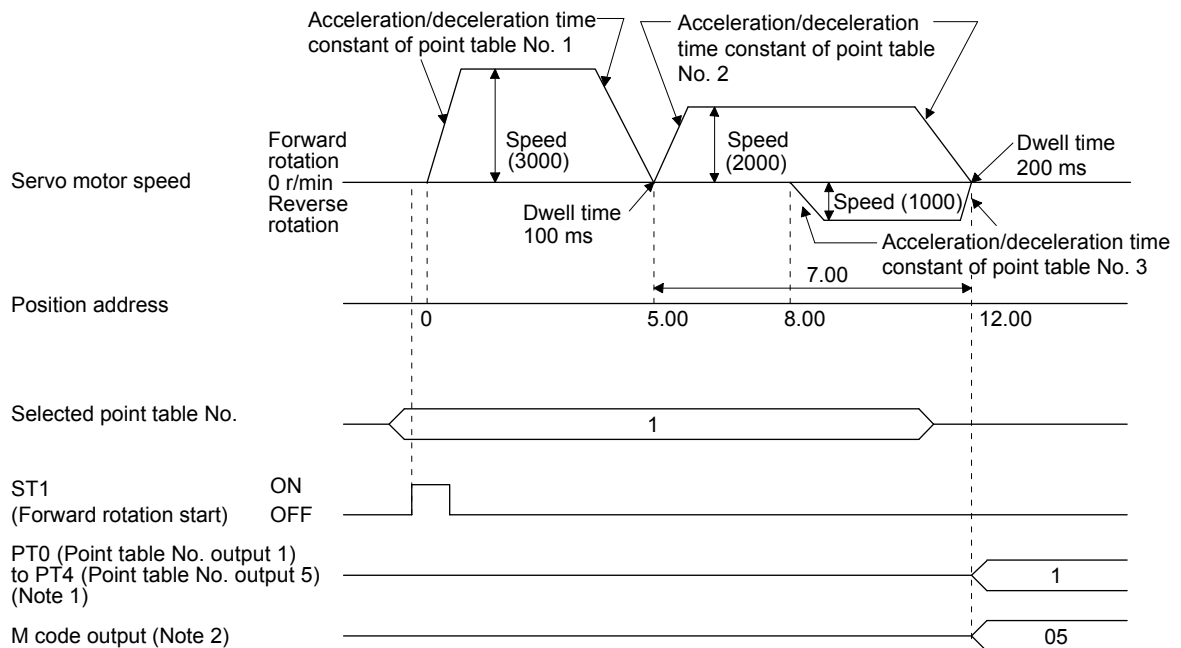 Acceleration/deceleration time
constant of point table No. 1
Acceleration/deceleration
time constant of point table
No. 2
Forward
rotation
0 r/min
Reverse
rotation
Servo motor speed
Speed
(3000)
Speed
(2000)
Dwell time
200 ms
Dwell time
100 ms
Speed (1000)
Acceleration/deceleration time
constant of point table No. 3
7.00
Position address
0
5.00
8.00
12.00
Selected point table No.
1
ST1
(Forward rotation start)
ON
OFF
PT0 (Point table No. output 1)
to PT4 (Point table No. output 5)
(Note 1)
1
M code output (Note 2)
05